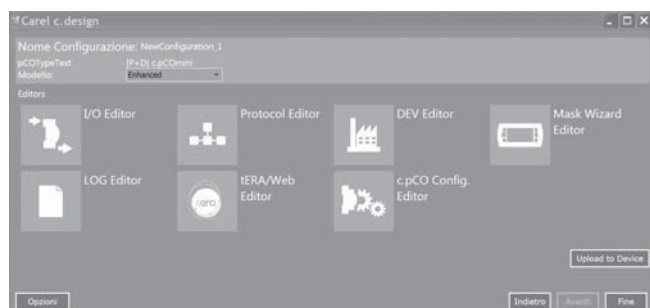 Carel c.design
Nome Configurazione: NewConfiguration_1
pCOTypeText [P+D] c.pCOmini
Modello: Enhanced
Editors
I/O Editor
Protocol Editor
DEV Editor
Mask Wizard
Editor
LOG Editor
tERA/Web
Editor
c.pCO Config.
Editor
tERA
Upload to Device
Opzioni Indietro Avanti Fine